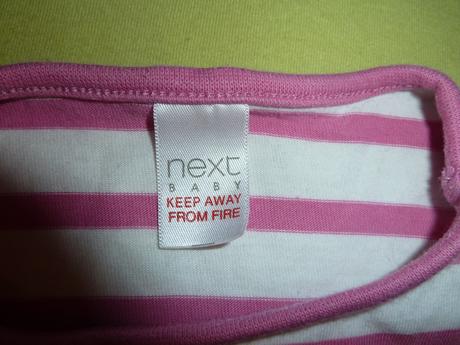 next
BABY
KEEP AWAY
FROM FIRE